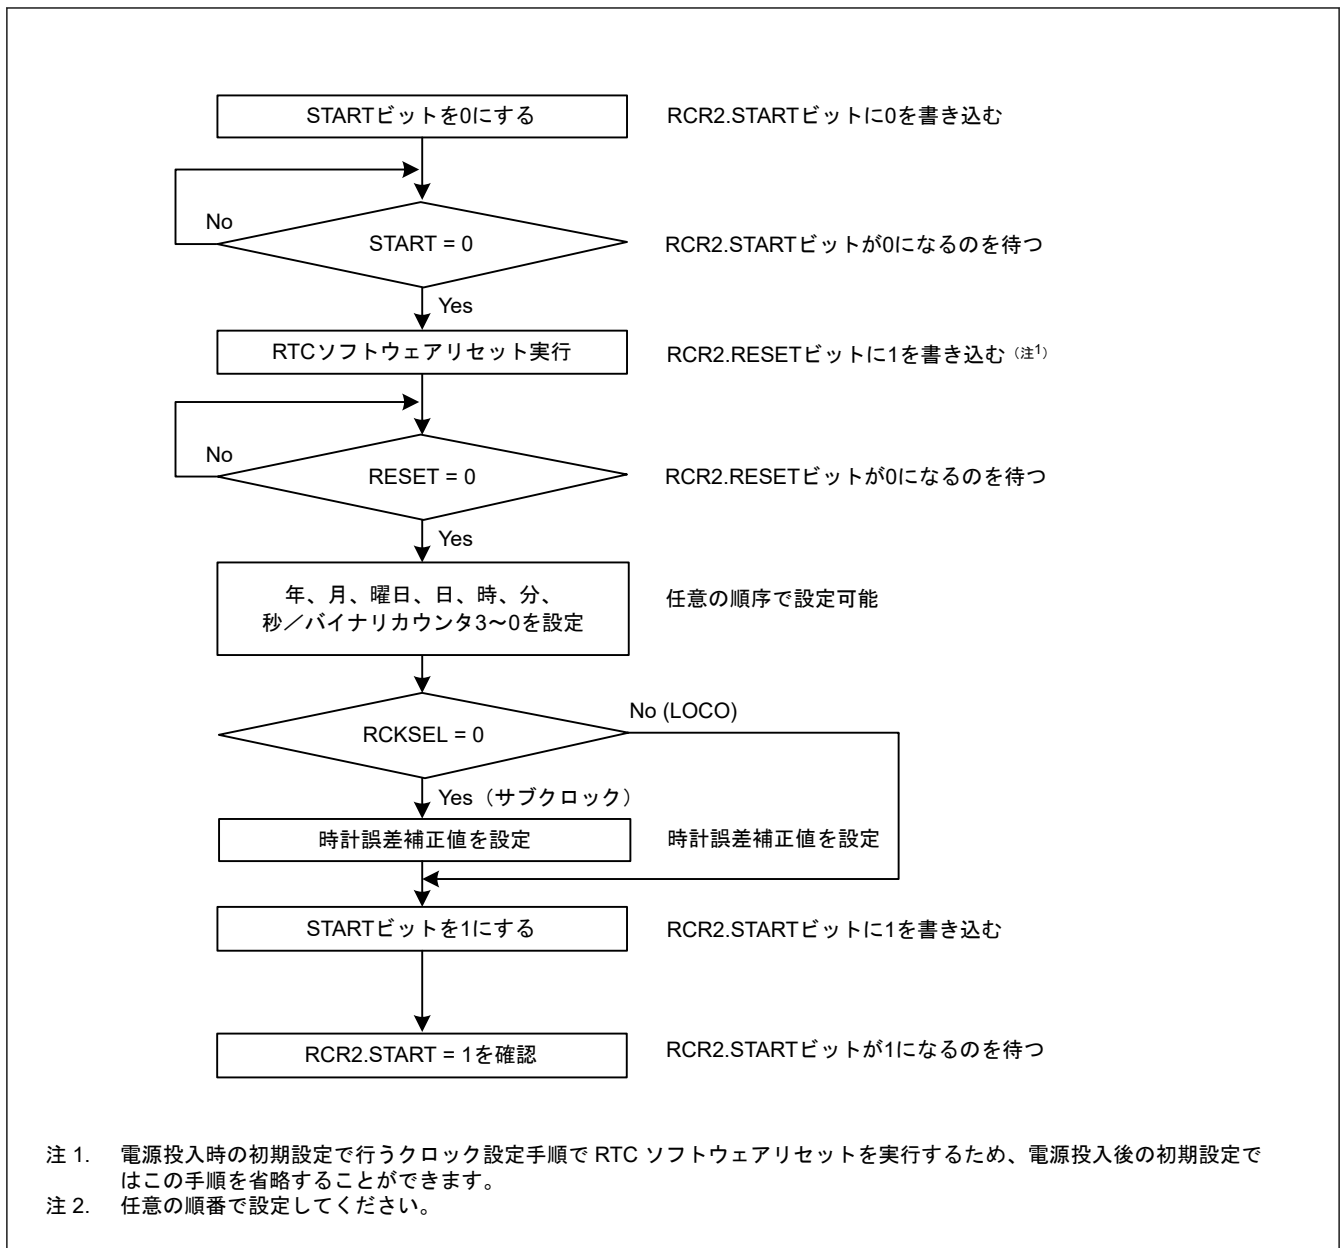 STARTビットを0にする
RCR2.STARTビットに0を書き込む
No
START = 0
RCR2.STARTビットが0になるのを待つ
Yes
RTCソフトウェアリセット実行
RCR2.RESETビットに1を書き込む（注1）
No
RESET = 0
RCR2.RESETビットが0になるのを待つ
Yes
年、月、曜日、日、時、分、
秒／バイナリカウンタ3～0を設定
任意の順序で設定可能
No (LOCO)
RCKSEL = 0
Yes（サブクロック）
時計誤差補正値を設定
時計誤差補正値を設定
STARTビットを1にする
RCR2.STARTビットに1を書き込む
RCR2.START = 1を確認
RCR2.STARTビットが1になるのを待つ
注 1. 電源投入時の初期設定で行うクロック設定手順で RTC ソフトウェアリセットを実行するため、電源投入後の初期設定で
はこの手順を省略することができます。
注 2. 任意の順番で設定してください。